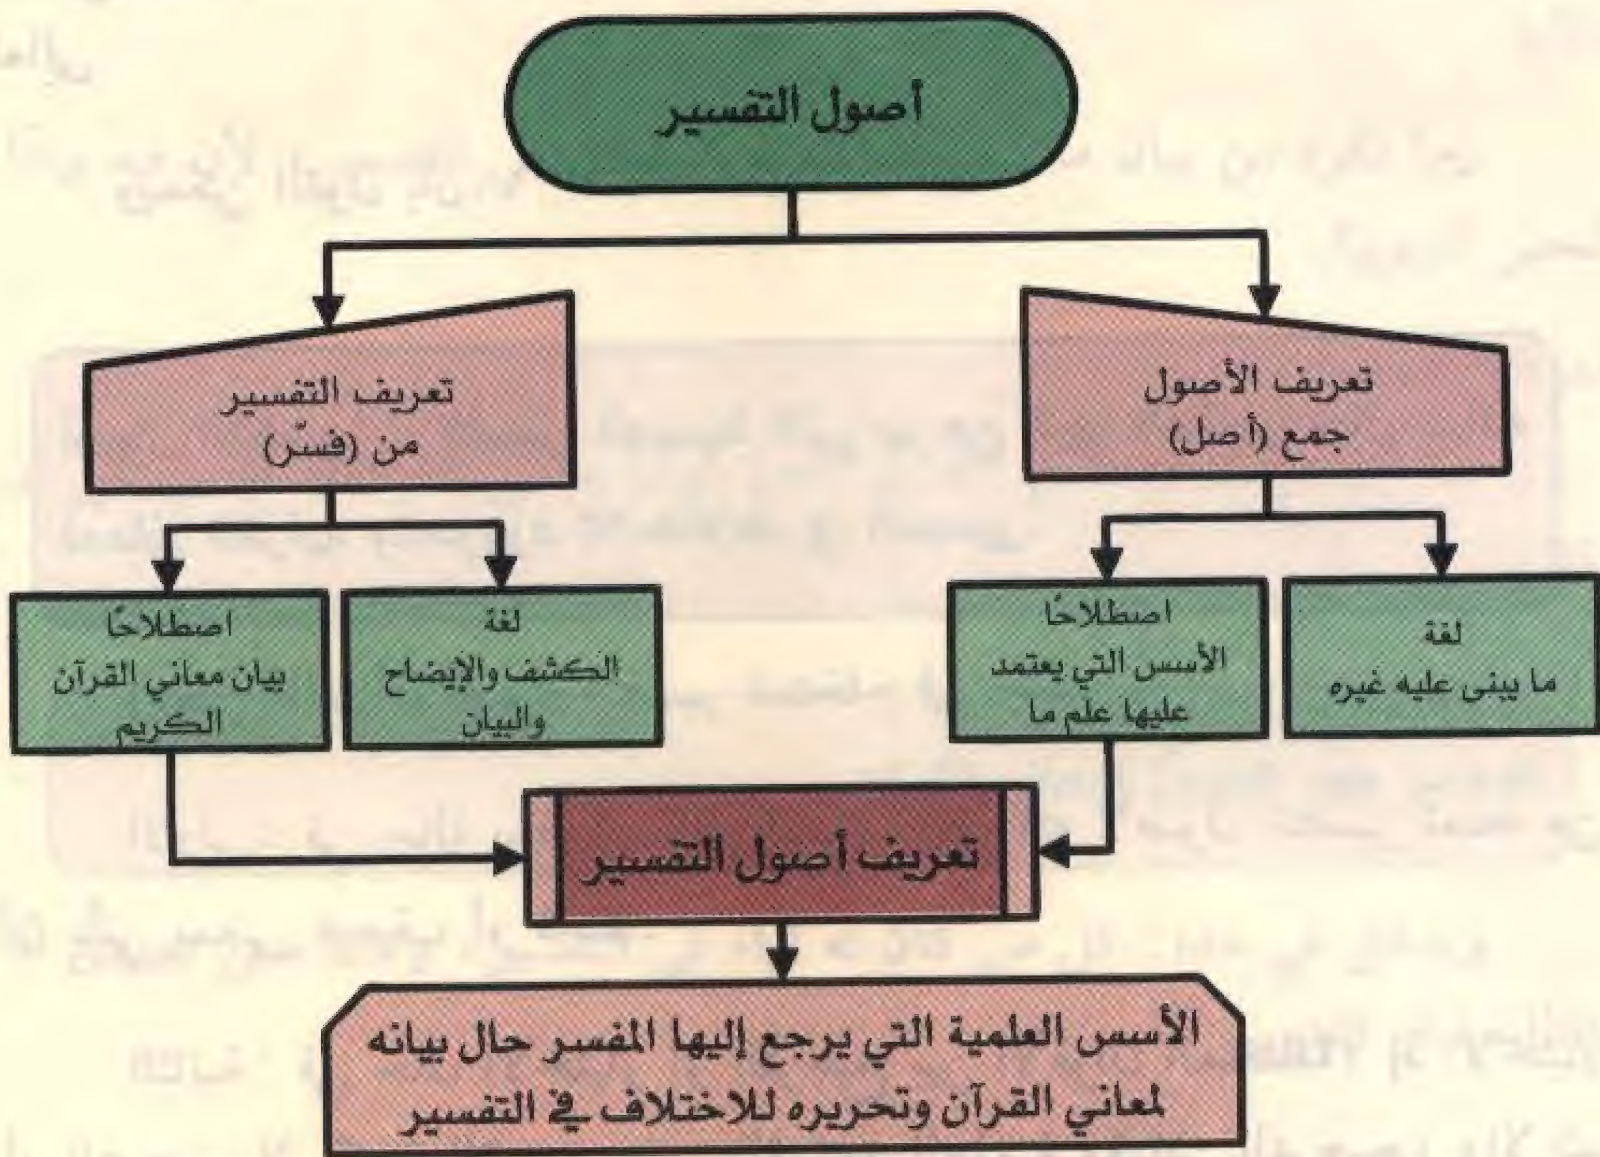 أصول التفسير
تعريف الأصول
جمع (أصل)
تعريف التفسير
من (فسّر)
لغة
ما يبنى عليه غيره
اصطلاحًا
الأسس التي يعتمد
عليها علم ما
لغة
الكشف والإيضاح
والبيان
اصطلاحًا
بيان معاني القرآن
الكريم
تعريف أصول التفسير
الأسس العلمية التي يرجع إليها المفسر حال بيانه
لمعاني القرآن وتحريره للاختلاف في التفسير